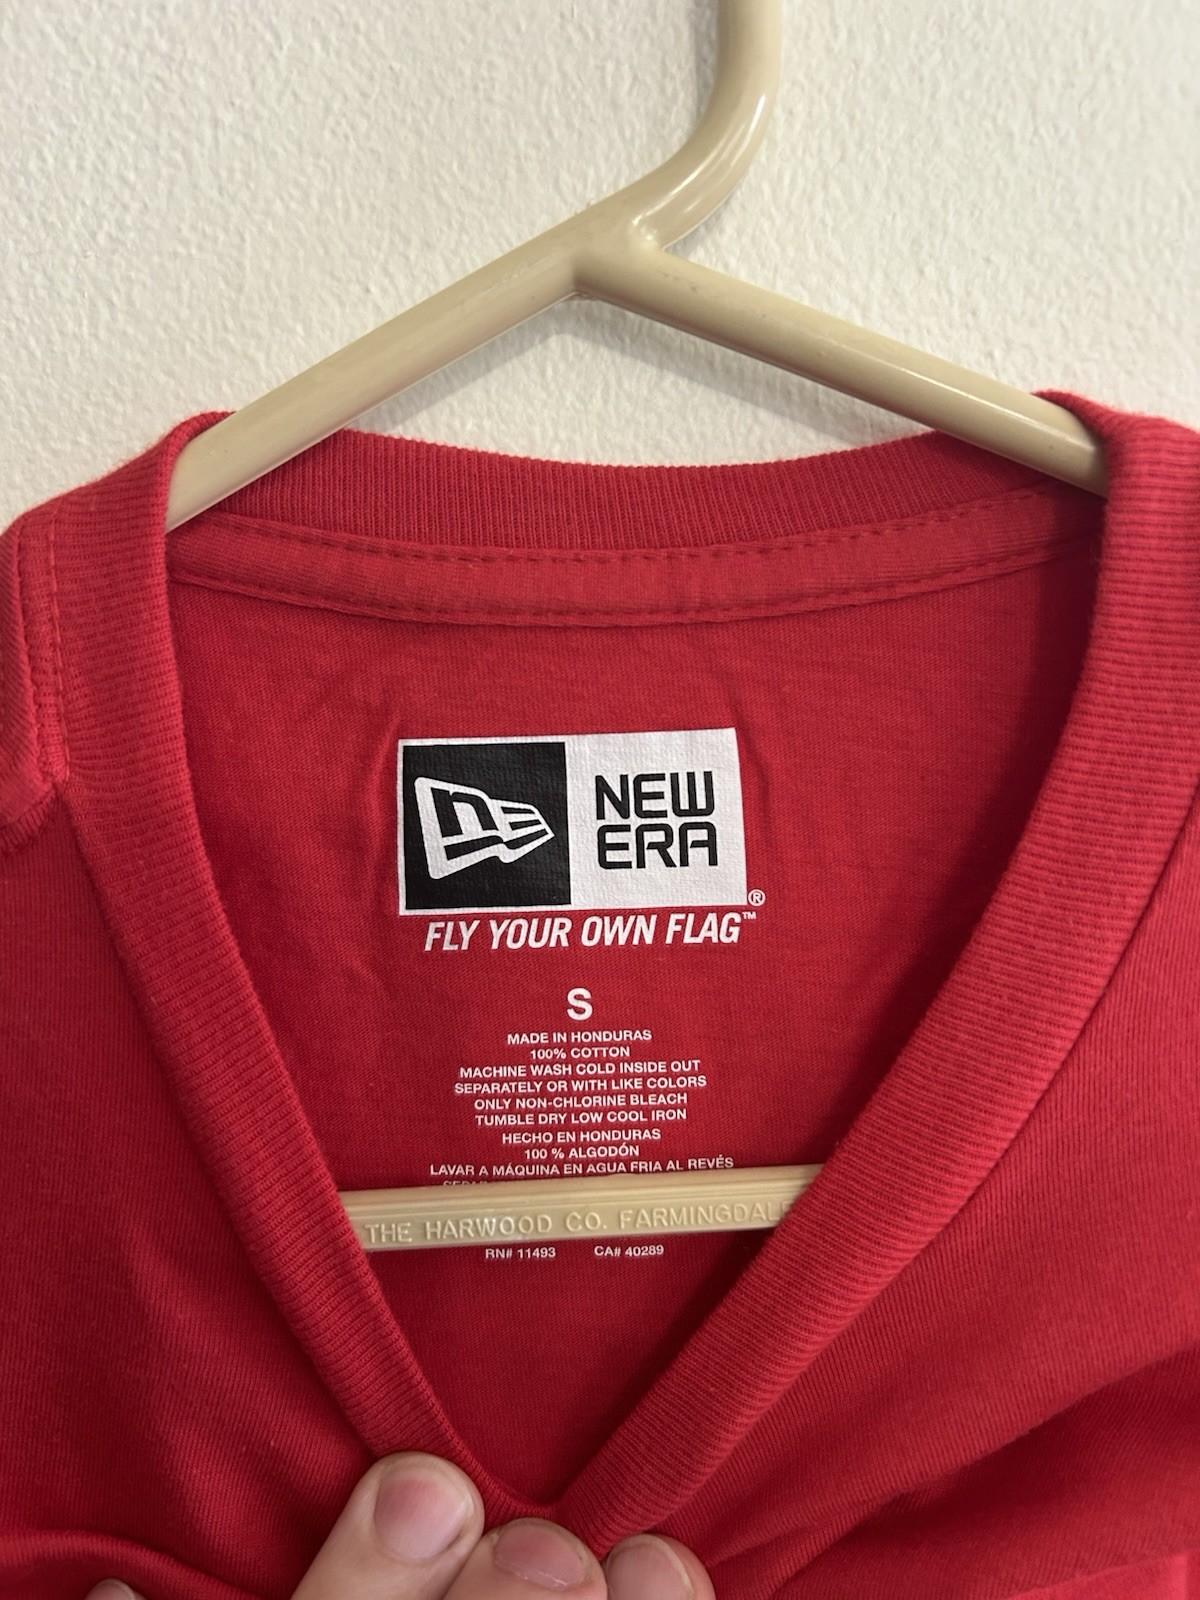 NEW
ERA
®
FLY YOUR OWN FLAG™
S
MADE IN HONDURAS
100% COTTON
MACHINE WASH COLD INSIDE OUT
SEPARATELY OR WITH LIKE COLORS
ONLY NON-CHLORINE BLEACH
TUMBLE DRY LOW COOL IRON
HECHO EN HONDURAS
100 % ALGODÓN
LAVAR A MÁQUINA EN AGUA FRIA AL REVÉS
THE HARWOOD CO. FARMINGDALE
RN# 11493 CA# 40289